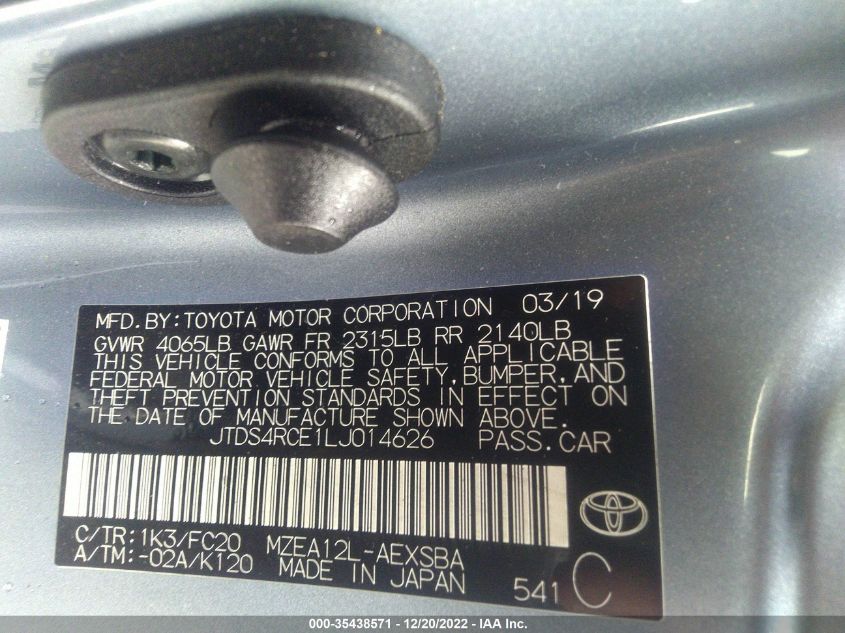 MFD.BY:TOYOTA MOTOR CORPORATION 03/19
GVWR 4065LB GAWR FR 2315LB RR 2140LB
THIS VEHICLE CONFORMS TO ALL APPLICABLE
FEDERAL MOTOR VEHICLE SAFETY,BUMPER,AND
THEFT PREVENTION STANDARDS IN EFFECT ON
THE DATE OF MANUFACTURE SHOWN ABOVE.
JTDS4RCE1LJ014626 PASS.CAR
C/TR:1K3/FC20 MZEA12L-AEXSBA
A/TM:-02A/K120 MADE IN JAPAN 541 C
000-35438571 - 12/20/2022 - IAA Inc.